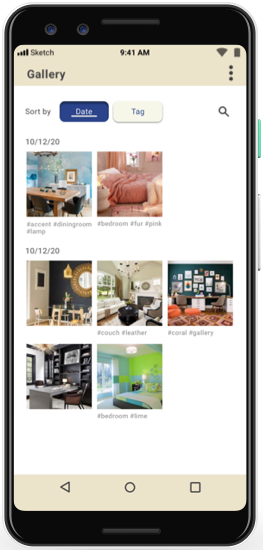 Sketch 9:41 AM
Gallery
Sort by Date Tag
10/12/20
#accent #diningroom #bedroom #fur #pink
#lamp
10/12/20
#couch #leather #coral #gallery
#bedroom #lime